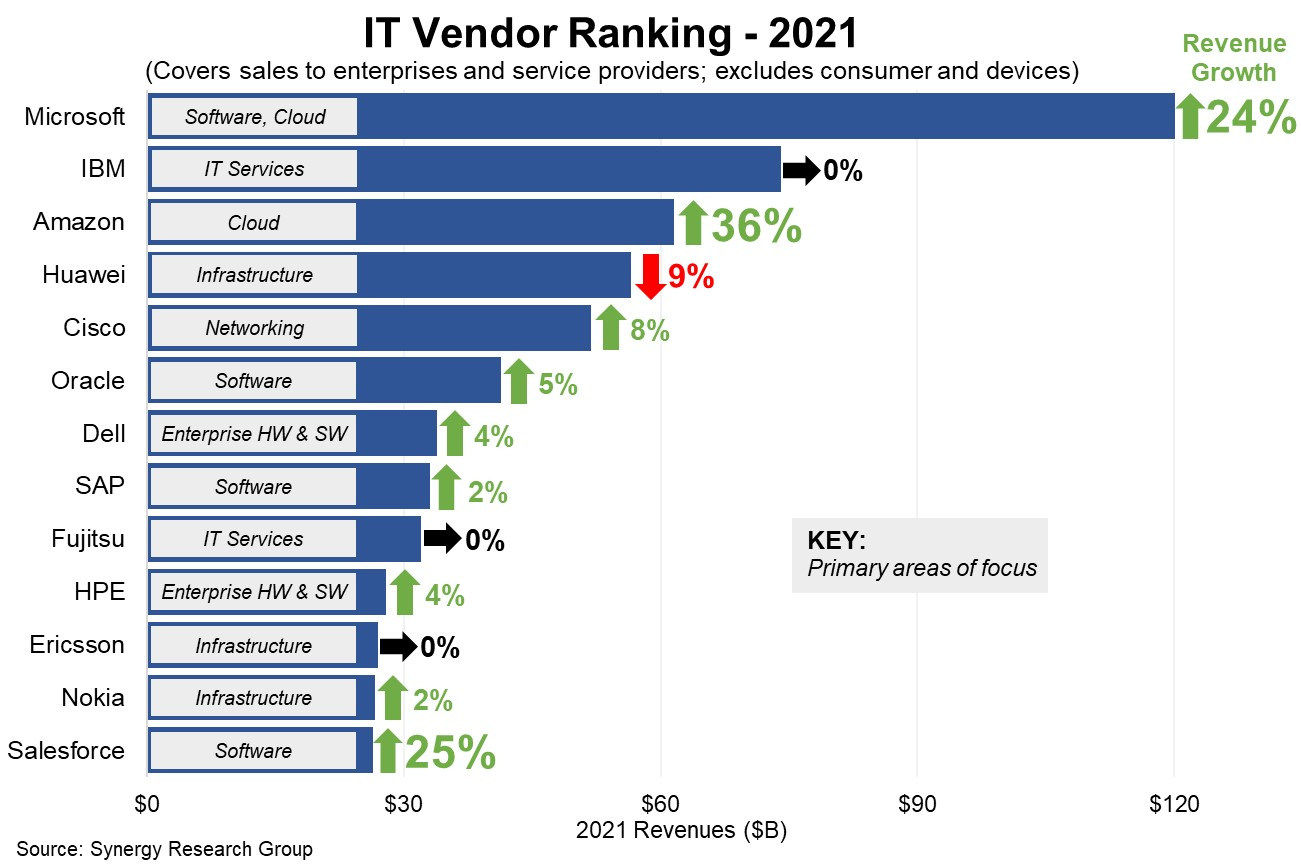 IT Vendor Ranking - 2021
(Covers sales to enterprises and service providers; excludes consumer and devices)
Revenue
Growth
Microsoft Software, Cloud 24%
IBM IT Services 0%
Amazon Cloud 36%
Huawei Infrastructure 9%
Cisco Networking 8%
Oracle Software 5%
Dell Enterprise HW & SW 4%
SAP Software 2%
Fujitsu IT Services 0%
HPE Enterprise HW & SW 4%
Ericsson Infrastructure 0%
Nokia Infrastructure 2%
Salesforce Software 25%
KEY:
Primary areas of focus
$0 $30 $60 $90 $120
2021 Revenues ($B)
Source: Synergy Research Group